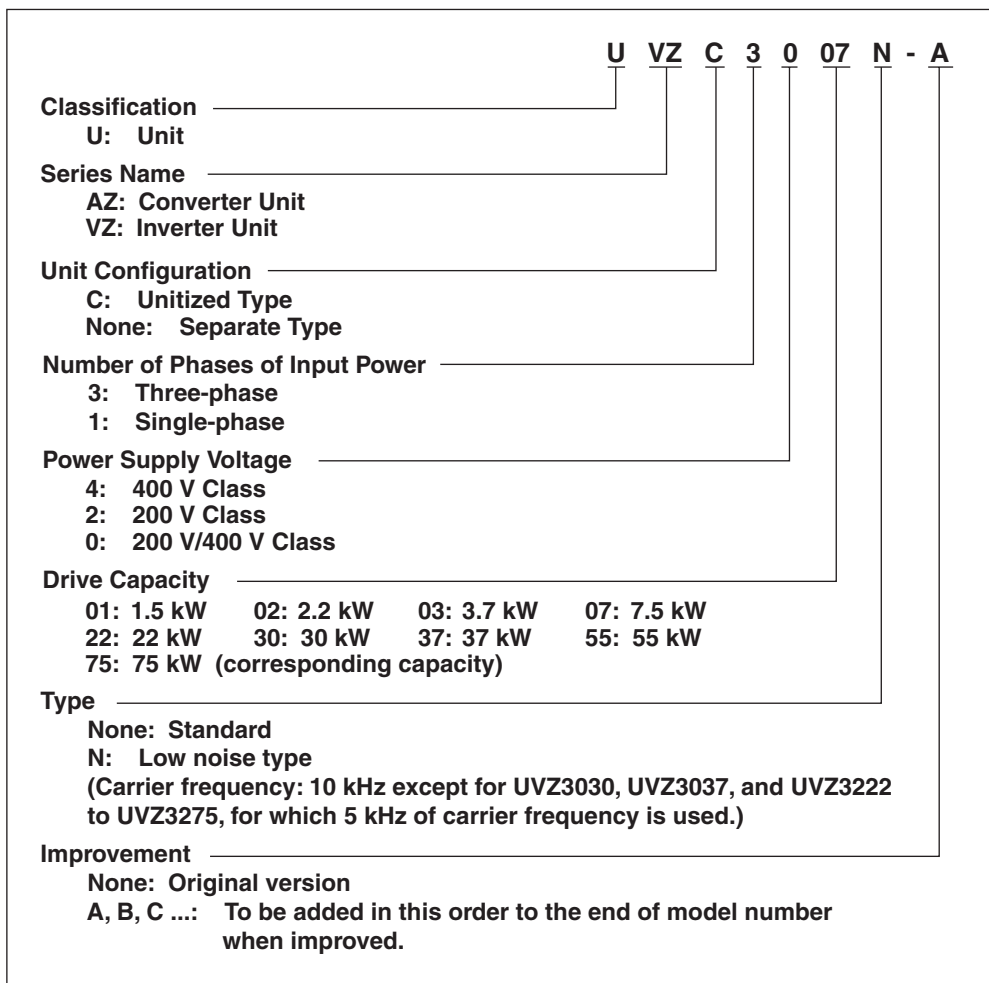 U VZ C 3 0 07 N - A
Classification
U: Unit
Series Name
AZ: Converter Unit
VZ: Inverter Unit
Unit Configuration
C: Unitized Type
None: Separate Type
Number of Phases of Input Power
3: Three-phase
1: Single-phase
Power Supply Voltage
4: 400 V Class
2: 200 V Class
0: 200 V/400 V Class
Drive Capacity
01: 1.5 kW 02: 2.2 kW 03: 3.7 kW 07: 7.5 kW
22: 22 kW 30: 30 kW 37: 37 kW 55: 55 kW
75: 75 kW (corresponding capacity)
Type
None: Standard
N: Low noise type
(Carrier frequency: 10 kHz except for UVZ3030, UVZ3037, and UVZ3222
to UVZ3275, for which 5 kHz of carrier frequency is used.)
Improvement
None: Original version
A, B, C ...: To be added in this order to the end of model number
when improved.